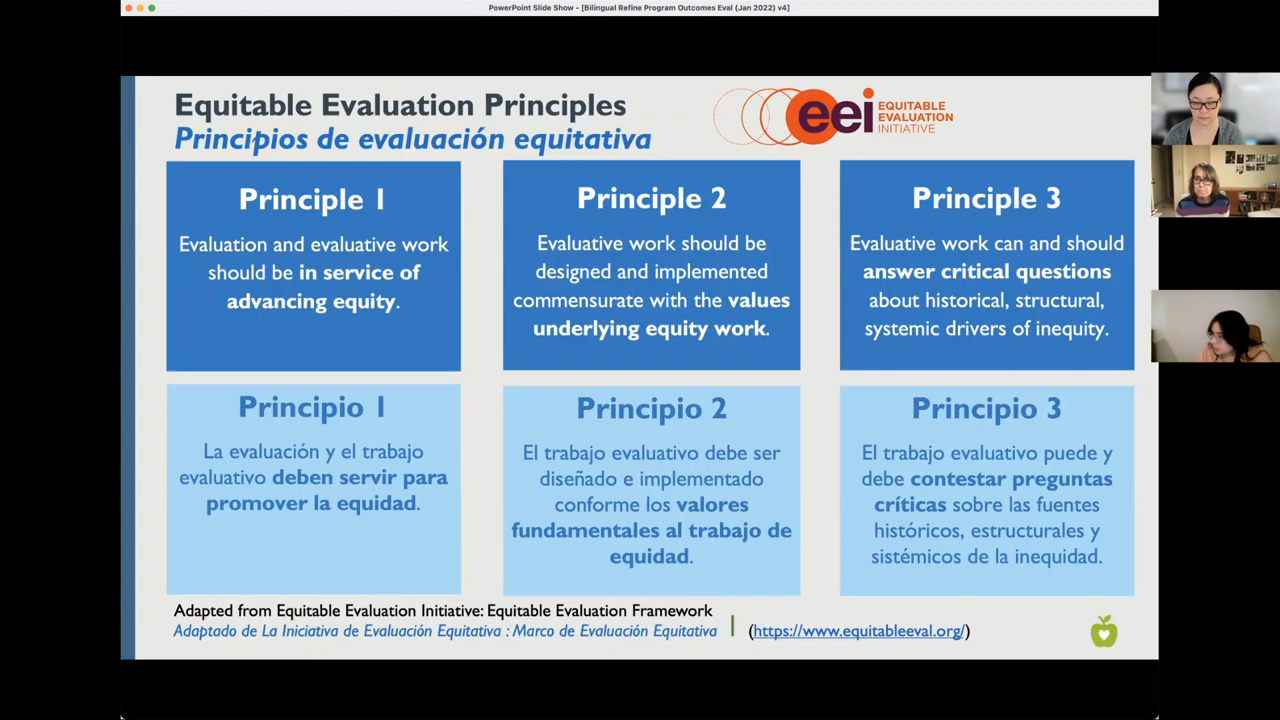 PowerPoint Slide Show - [Bilingual Refine Program Outcomes Eval (Jan 2022) v4]
Equitable Evaluation Principles
Principios de evaluación equitativa
eei
EQUITABLE
EVALUATION
INITIATIVE
Principle 1
Evaluation and evaluative work
should be in service of
advancing equity.
Principle 2
Evaluative work should be
designed and implemented
commensurate with the values
underlying equity work.
Principle 3
Evaluative work can and should
answer critical questions
about historical, structural,
systemic drivers of inequity.
Principio 1
La evaluación y el trabajo
evaluativo deben servir para
promover la equidad.
Principio 2
El trabajo evaluativo debe ser
diseñado e implementado
conforme los valores
fundamentales al trabajo de
equidad.
Principio 3
El trabajo evaluativo puede y
debe contestar preguntas
críticas sobre las fuentes
históricos, estructurales y
sistémicos de la inequidad.
Adapted from Equitable Evaluation Initiative: Equitable Evaluation Framework
Adaptado de La Iniciativa de Evaluación Equitativa : Marco de Evaluación Equitativa
(https://www.equitableeval.org/)